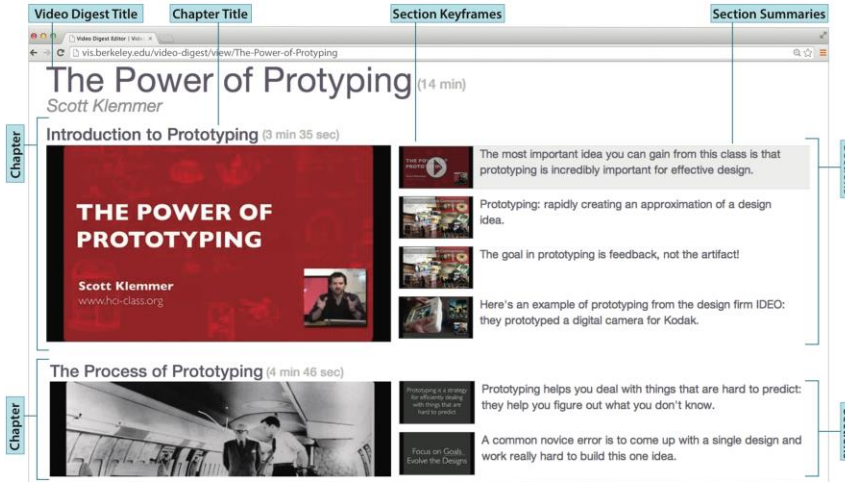 Video Digest Title
Chapter Title
Section Keyframes
Section Summaries
Video Digest Editor | Vide
vis.berkeley.edu/video-digest/view/The-Power-of-Protyping
The Power of Protyping (14 min)
Scott Klemmer
Chapter
Introduction to Prototyping (3 min 35 sec)
THE POWER OF
PROTOTYPING
Scott Klemmer
www.hci-class.org
The most important idea you can gain from this class is that
prototyping is incredibly important for effective design.
Prototyping: rapidly creating an approximation of a design
idea.
The goal in prototyping is feedback, not the artifact!
Here's an example of prototyping from the design firm IDEO:
they prototyped a digital camera for Kodak.
Chapter
The Process of Prototyping (4 min 46 sec)
Prototyping is a strategy
for efficiently dealing
with things that are
hard to predict
Prototyping helps you deal with things that are hard to predict:
they help you figure out what you don't know.
Focus on Goals,
Evolve the Designs
A common novice error is to come up with a single design and
work really hard to build this one idea.